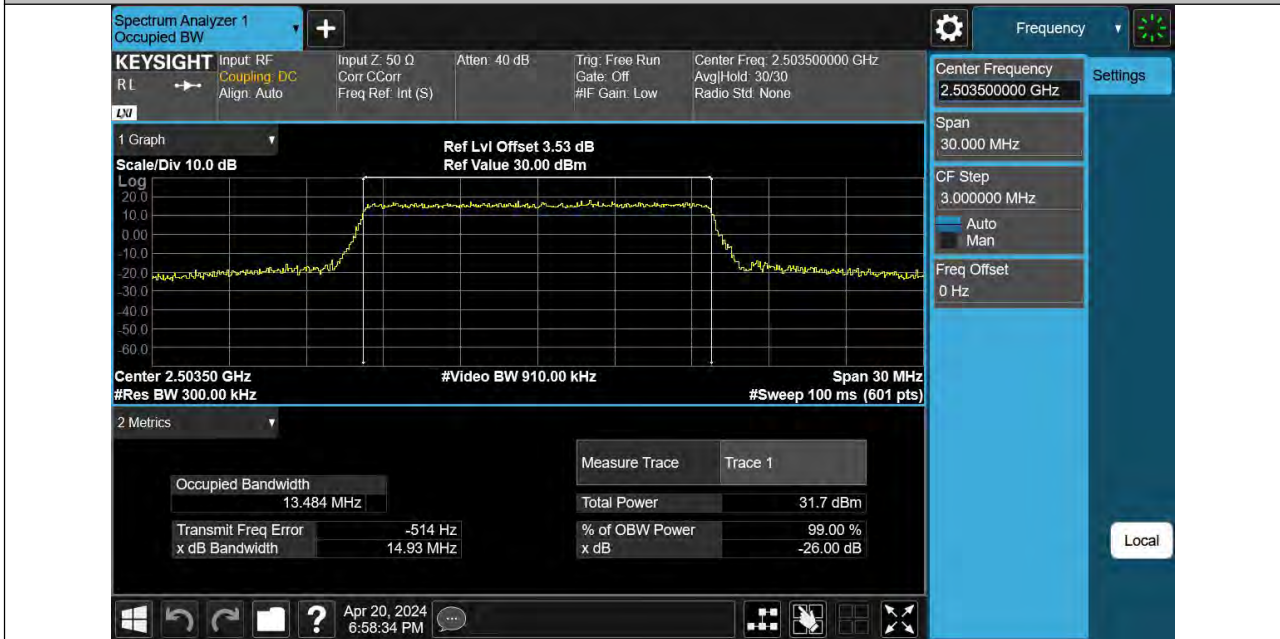 Spectrum Analyzer 1
Occupied BW
Frequency
KEYSIGHT
RL
LXI
Input: RF
Coupling: DC
Align: Auto
Input Z: 50 Ω
Corr CCorr
Freq Ref: Int (S)
Atten: 40 dB
Trig: Free Run
Gate: Off
#IF Gain: Low
Center Freq: 2.503500000 GHz
Avg|Hold: 30/30
Radio Std: None
Center Frequency
2.503500000 GHz
Settings
Span
30.000 MHz
CF Step
3.000000 MHz
Auto
Man
Freq Offset
0 Hz
1 Graph
Scale/Div 10.0 dB
Ref Lvl Offset 3.53 dB
Ref Value 30.00 dBm
Log
20.0
10.0
0.00
-10.0
-20.0
-30.0
-40.0
-50.0
-60.0
Center 2.50350 GHz
#Res BW 300.00 kHz
#Video BW 910.00 kHz
Span 30 MHz
#Sweep 100 ms (601 pts)
2 Metrics
Measure Trace Trace 1
Occupied Bandwidth
13.484 MHz
Total Power 31.7 dBm
Transmit Freq Error -514 Hz
% of OBW Power 99.00 %
x dB Bandwidth 14.93 MHz
x dB -26.00 dB
Local
?
Apr 20, 2024
6:58:34 PM